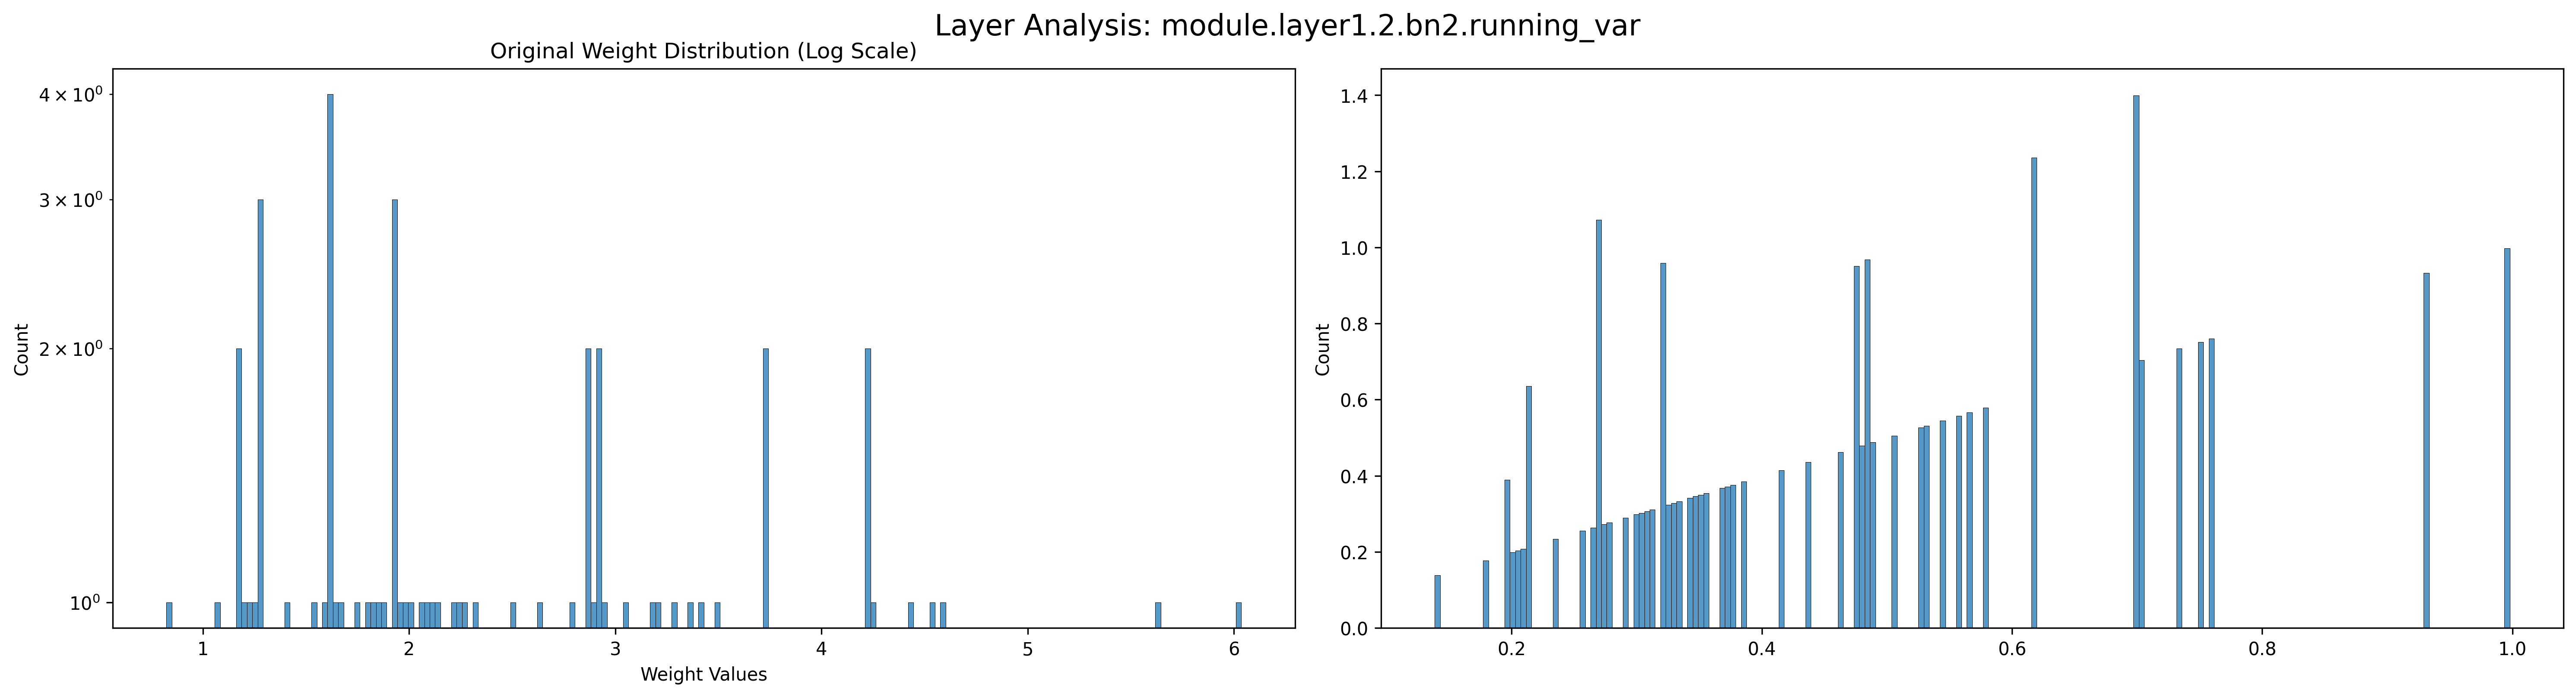 Layer Analysis: module.layer1.2.bn2.running_var
Original Weight Distribution (Log Scale)
4 × 10⁰
3 × 10⁰
2 × 10⁰
10⁰
Count
1 2 3 4 5 6
Weight Values
1.4
1.2
1.0
0.8
0.6
0.4
0.2
0.0
Count
0.2 0.4 0.6 0.8 1.0